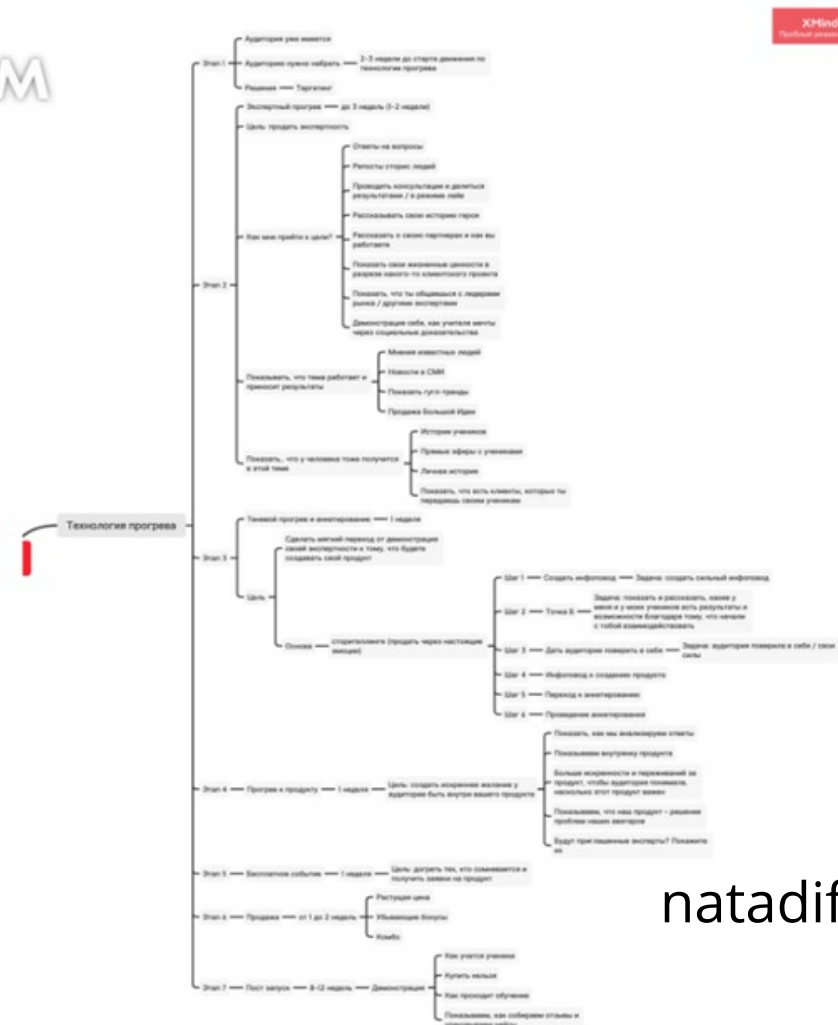 XMind
Пробный режим
М
Этап 1
Аудитория уже имеется
Аудиторию нужно набрать
2-3 недели до старта движения по
технологии прогрева
Решение
Таргетинг
Этап 2
Экспертный прогрев
до 3 недель (1-2 недели)
Цель: продать экспертность
Как мне прийти к цели?
Ответы на вопросы
Репосты сторис людей
Проводить консультации и делиться
результатами / в режиме лайв
Рассказывать свою историю героя
Рассказать о своих партнерах и как вы
работаете
Показать свои жизненные ценности в
разрезе какого-то клиентского проекта
Показать, что ты общаешься с лидерами
рынка / другими экспертами
Демонстрация себя, как учителя мечты
через социальные доказательства
Показывать, что тема работает и
приносит результаты
Мнения известных людей
Новости в СМИ
Показать гугл-тренды
Продажа Большой Идеи
Показать, что у человека тоже получится
в этой теме
Истории учеников
Прямые эфиры с учениками
Личная история
Показать, что есть клиенты, которых ты
передаешь своим ученикам
Технология прогрева
Этап 3
Теневой прогрев и анкетирование
1 неделя
Цель
Сделать мягкий переход от демонстрации
своей экспертности к тому, что будете
создавать свой продукт
Основа
сторителлинге (продать через настоящие
эмоции)
Шаг 1
Создать инфоповод
Задача: создать сильный инфоповод
Шаг 2
Точка Б
Задача: показать и рассказать, какие у
меня и у моих учеников есть результаты и
возможности благодаря тому, что начали
с тобой взаимодействовать
Шаг 3
Дать аудитории поверить в себя
Задача: аудитория поверила в себя / свои
силы
Шаг 4
Инфоповод к созданию продукта
Шаг 5
Переход к анкетированию
Шаг 6
Проведение анкетирования
Этап 4
Прогрев к продукту
1 неделя
Цель: создать искреннее желание у
аудитории быть внутри вашего продукта
Показать, как мы анализируем ответы
Показываем внутрянку продукта
Больше искренности и переживаний за
продукт, чтобы аудитория понимала,
насколько этот продукт важен
Показываем, что наш продукт – решение
проблем наших аватаров
Будут приглашенные эксперты? Покажите
их
Этап 5
Бесплатное событие
1 неделя
Цель: догреть тех, кто сомневается и
получить заявки на продукт
natadif
Этап 6
Продажа
от 1 до 2 недель
Растущая цена
Убывающие бонусы
Комбо
Этап 7
Пост запуск
8-12 недель
Демонстрация
Как учатся ученики
Купить нельзя
Как проходит обучение
Показываем, как собираем отзывы и